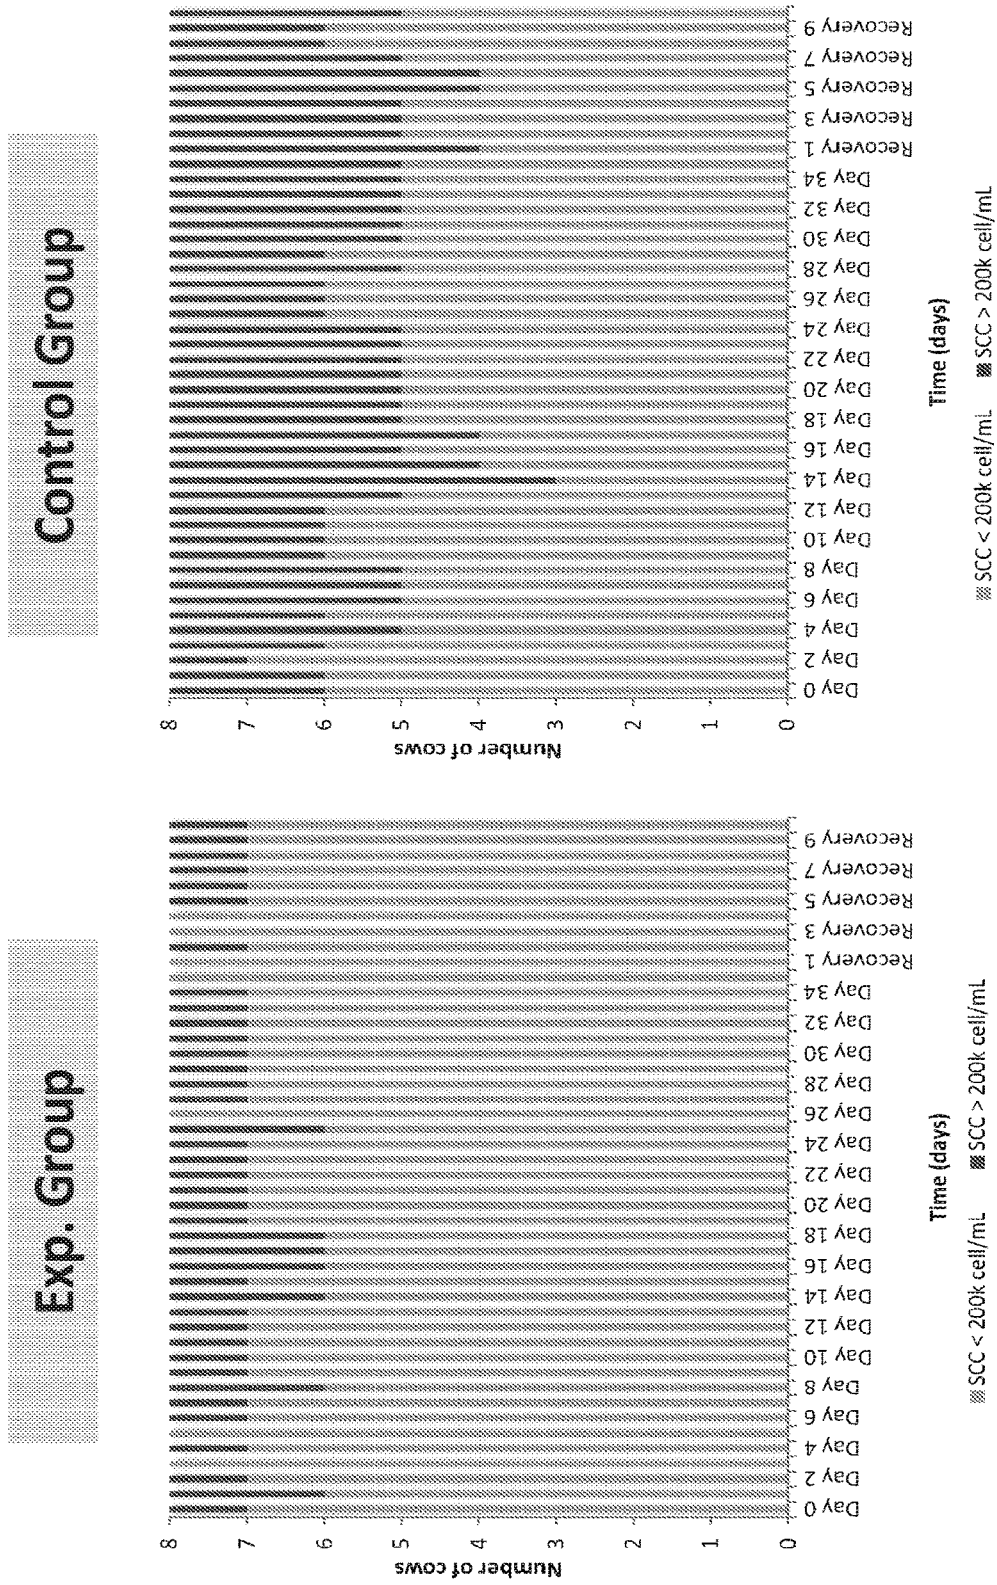 Exp. Group
Number of cows
8
7
6
5
4
3
2
1
0
Day 0
Day 2
Day 4
Day 6
Day 8
Day 10
Day 12
Day 14
Day 16
Day 18
Day 20
Day 22
Day 24
Day 26
Day 28
Day 30
Day 32
Day 34
Recovery 1
Recovery 3
Recovery 5
Recovery 7
Recovery 9
Time (days)
SCC < 200k cell/mL SCC > 200k cell/mL
Control Group
Number of cows
8
7
6
5
4
3
2
1
0
Day 0
Day 2
Day 4
Day 6
Day 8
Day 10
Day 12
Day 14
Day 16
Day 18
Day 20
Day 22
Day 24
Day 26
Day 28
Day 30
Day 32
Day 34
Recovery 1
Recovery 3
Recovery 5
Recovery 7
Recovery 9
Time (days)
SCC < 200k cell/mL SCC > 200k cell/mL